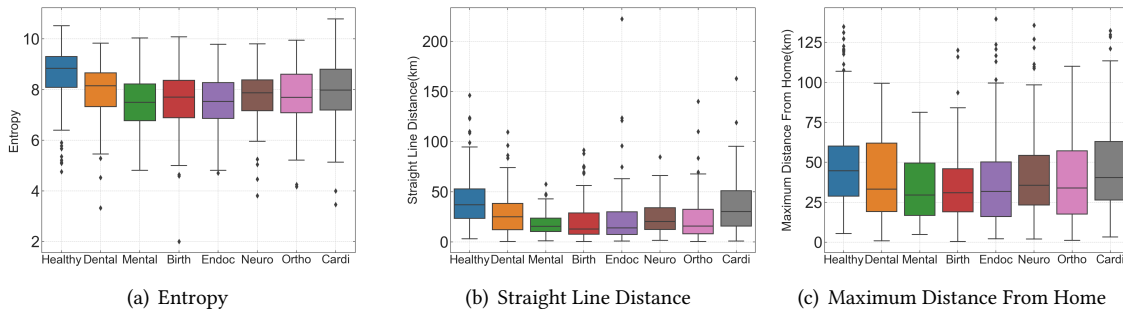 Entropy
10
8
6
4
2
Healthy Dental Mental Birth Endoc Neuro Ortho Cardi
(a) Entropy
Straight Line Distance(km)
200
150
100
50
0
Healthy Dental Mental Birth Endoc Neuro Ortho Cardi
(b) Straight Line Distance
Maximum Distance From Home(km)
125
100
75
50
25
0
Healthy Dental Mental Birth Endoc Neuro Ortho Cardi
(c) Maximum Distance From Home